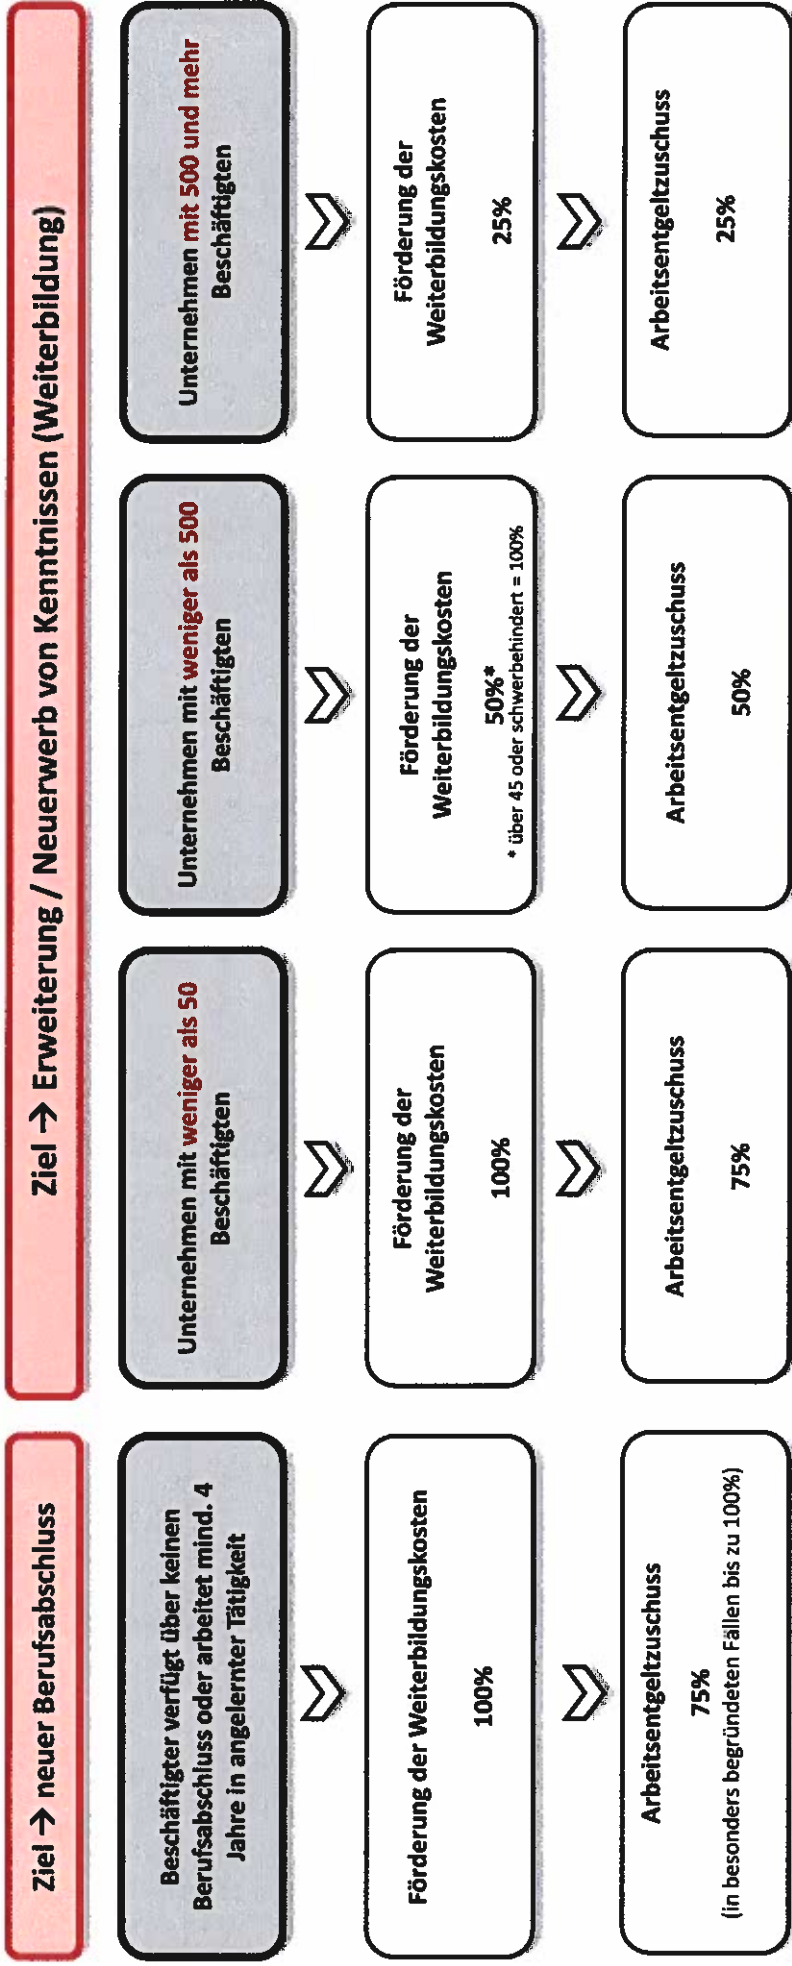 Ziel → neuer Berufsabschluss
Beschäftigter verfügt über keinen
Berufsabschluss oder arbeitet mind. 4
Jahre in angelernter Tätigkeit
Förderung der Weiterbildungskosten
100%
Arbeitsentgeltzuschuss
75%
(in besonders begründeten Fällen bis zu 100%)
Ziel → Erweiterung / Neuerwerb von Kenntnissen (Weiterbildung)
Unternehmen mit weniger als 50
Beschäftigten
Förderung der
Weiterbildungskosten
100%
Arbeitsentgeltzuschuss
75%
Unternehmen mit weniger als 500
Beschäftigten
Förderung der
Weiterbildungskosten
50%*
* über 45 oder schwerbehindert = 100%
Arbeitsentgeltzuschuss
50%
Unternehmen mit 500 und mehr
Beschäftigten
Förderung der
Weiterbildungskosten
25%
Arbeitsentgeltzuschuss
25%